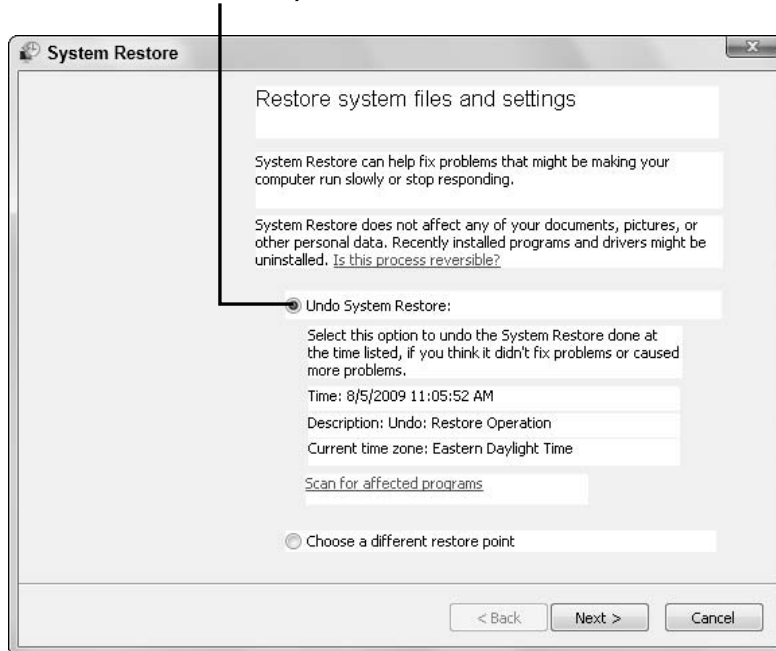 System Restore
Restore system files and settings
System Restore can help fix problems that might be making your
computer run slowly or stop responding.
System Restore does not affect any of your documents, pictures, or
other personal data. Recently installed programs and drivers might be
uninstalled. Is this process reversible?
Undo System Restore:
Select this option to undo the System Restore done at
the time listed, if you think it didn't fix problems or caused
more problems.
Time: 8/5/2009 11:05:52 AM
Description: Undo: Restore Operation
Current time zone: Eastern Daylight Time
Scan for affected programs
Choose a different restore point
< Back
Next >
Cancel